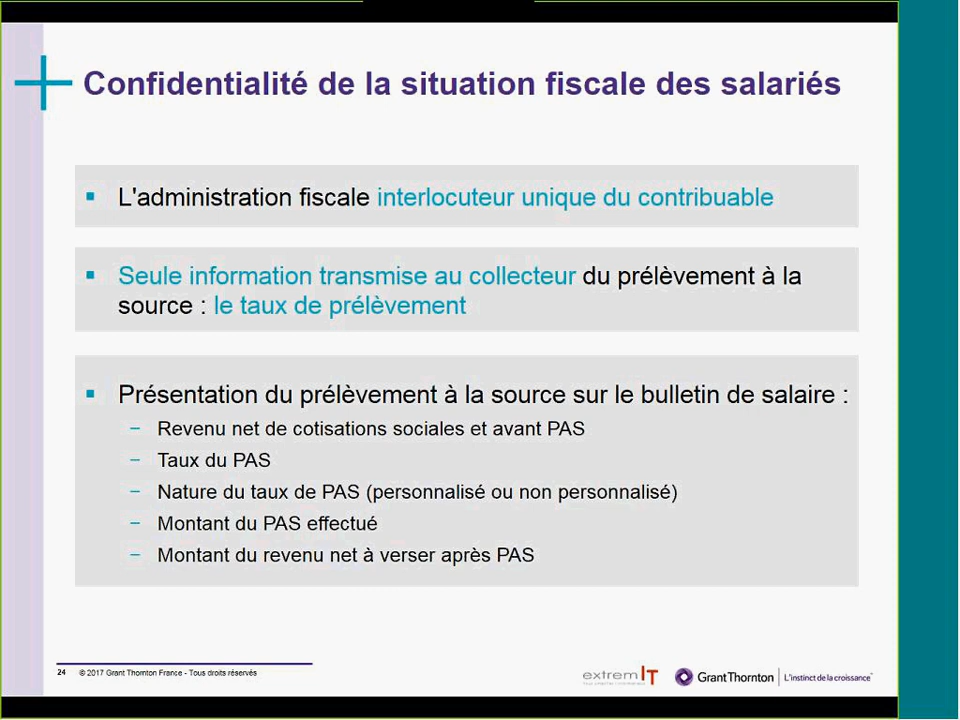 Confidentialité de la situation fiscale des salariés
L'administration fiscale interlocuteur unique du contribuable
Seule information transmise au collecteur du prélèvement à la
source : le taux de prélèvement
Présentation du prélèvement à la source sur le bulletin de salaire :
− Revenu net de cotisations sociales et avant PAS
− Taux du PAS
− Nature du taux de PAS (personnalisé ou non personnalisé)
− Montant du PAS effectué
− Montant du revenu net à verser après PAS
24 © 2017 Grant Thornton France - Tous droits réservés
extremIT
GrantThornton
L'instinct de la croissance